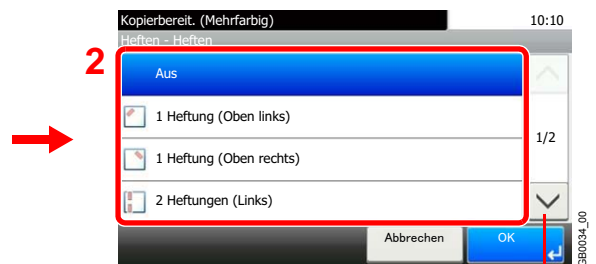 Kopierbereit. (Mehrfarbig) 10:10
Heften - Heften
2
Aus
1 Heftung (Oben links)
1 Heftung (Oben rechts)
1/2
2 Heftungen (Links)
Abbrechen OK
GB0034_00